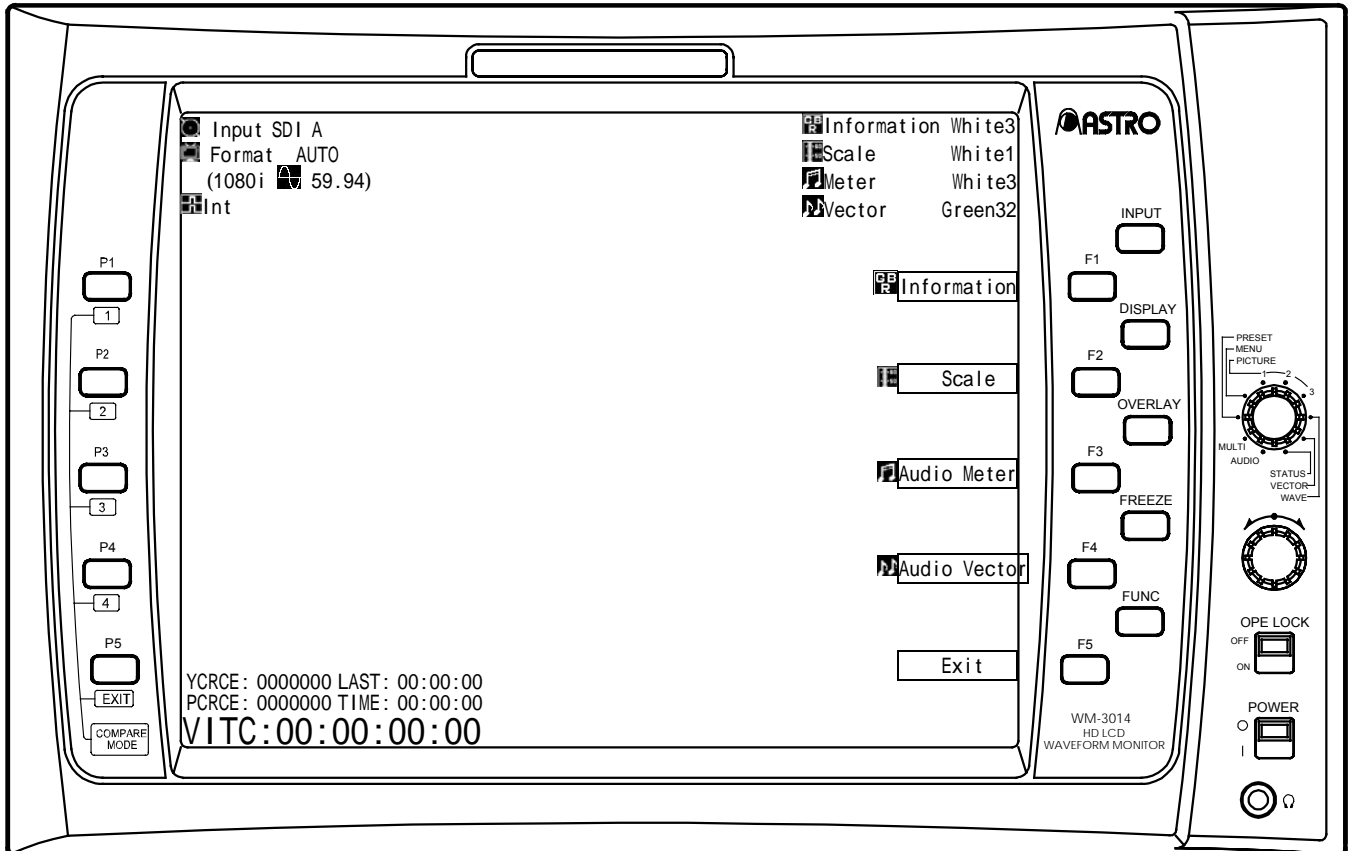 Input SDI A
Format AUTO
(1080i 59.94)
Int
GBR Information White3
Scale White1
Meter White3
Vector Green32
GBR Information
Scale
Audio Meter
Audio Vector
Exit
YCRCE: 0000000 LAST: 00:00:00
PCRCE: 0000000 TIME: 00:00:00
VITC:00:00:00:00
P1
1
P2
2
P3
3
P4
4
P5
EXIT
COMPARE
MODE
ASTRO
INPUT
F1
DISPLAY
F2
OVERLAY
F3
FREEZE
F4
FUNC
F5
WM-3014
HD LCD
WAVEFORM MONITOR
PRESET
MENU
PICTURE
1 2
3
MULTI
AUDIO
STATUS
VECTOR
WAVE
OPE LOCK
OFF
ON
POWER
O
I